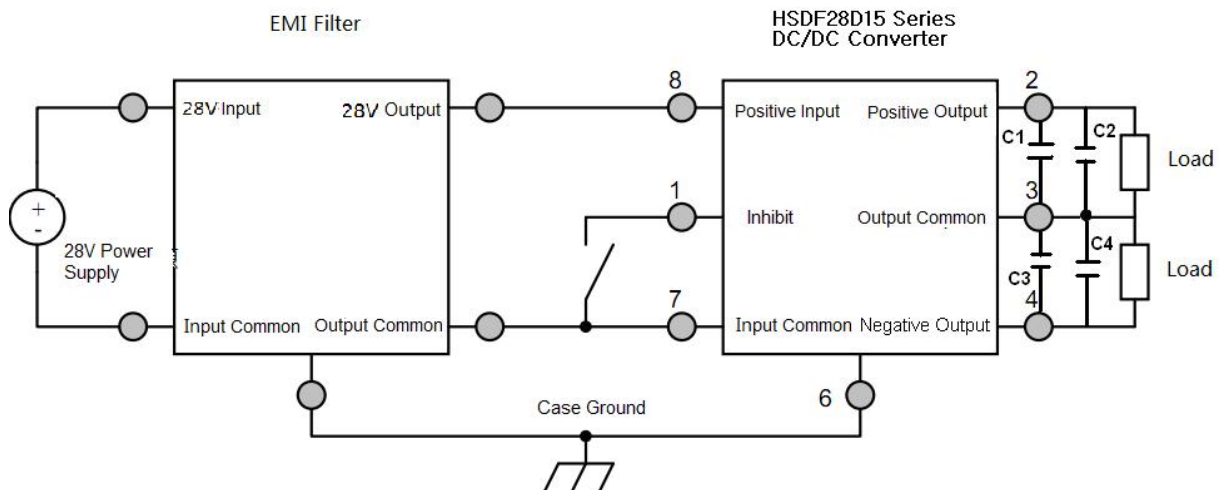 EMI Filter
HSDF28D15 Series
DC/DC Converter
28V Input
28V Output
8
Positive Input
Positive Output
2
C1
C2
Load
+
-
28V Power
Supply
1
Inhibit
Output Common
3
C3
C4
Load
Input Common
Output Common
7
Input Common
Negative Output
4
Case Ground
6